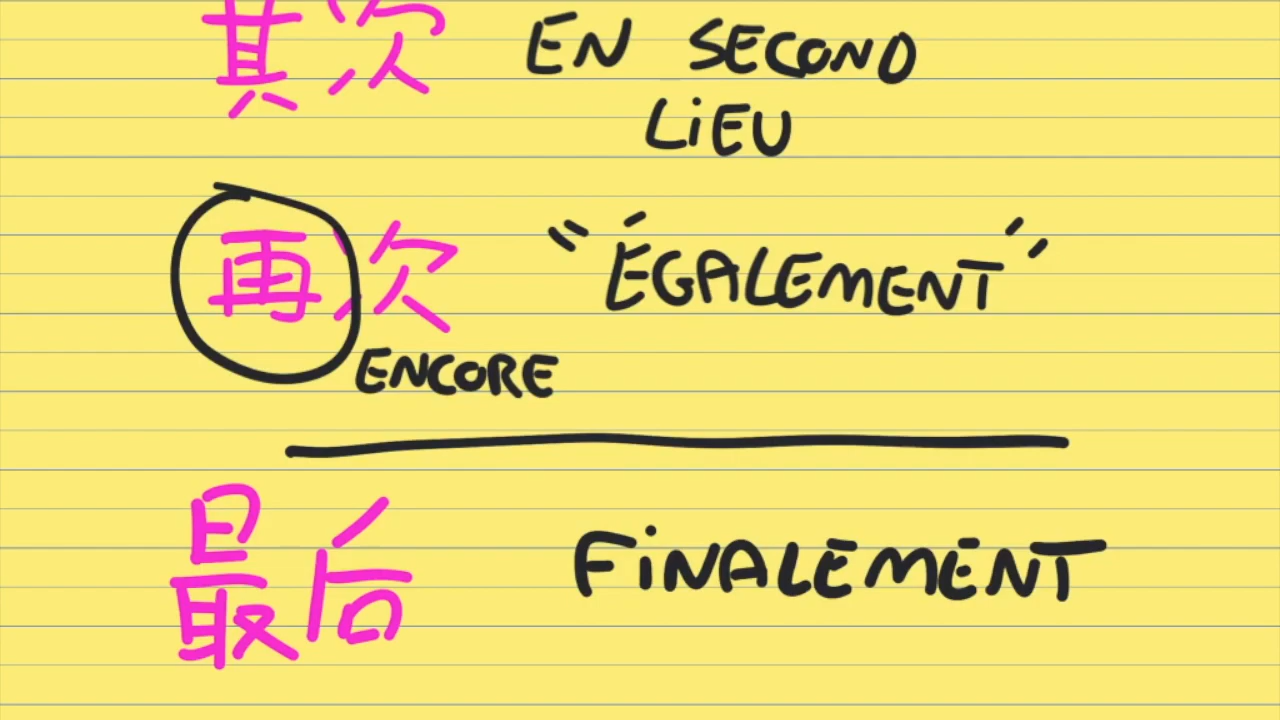 其次 EN SECOND
LiEU
再次 "ÉGALEMENT"
ENCORE
最后 FiNALEMENT